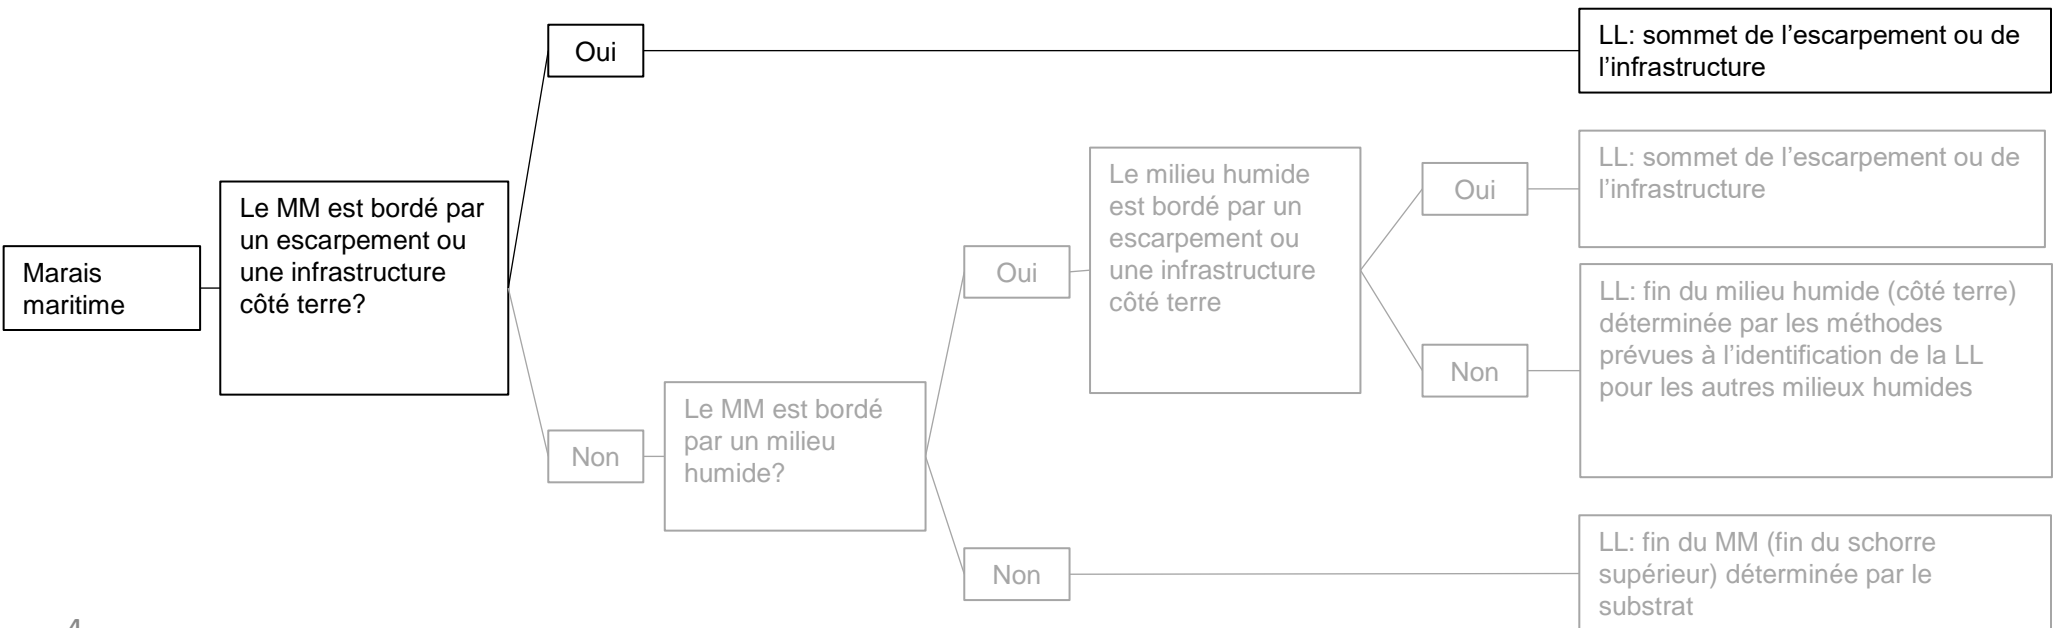 Marais
maritime
Le MM est bordé par
un escarpement ou
une infrastructure
côté terre?
Oui
LL: sommet de l’escarpement ou de
l’infrastructure
Non
Le MM est bordé
par un milieu
humide?
Oui
Le milieu humide
est bordé par un
escarpement ou
une infrastructure
côté terre
Oui
LL: sommet de l’escarpement ou de
l’infrastructure
Non
LL: fin du milieu humide (côté terre)
déterminée par les méthodes
prévues à l’identification de la LL
pour les autres milieux humides
Non
LL: fin du MM (fin du schorre
supérieur) déterminée par le
substrat